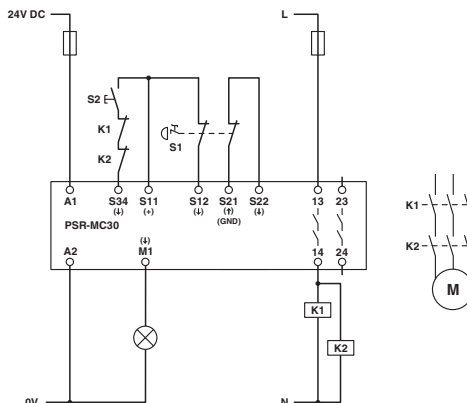 24V DC
L
S2
K1
K2
S1
A1
S34
(↓)
S11
(+)
S12
(↓)
S21
(↑)
(GND)
S22
(↓)
13
23
PSR-MC30
A2
(↓)
M1
14
24
K1
K2
M
K1
K2
0V
N